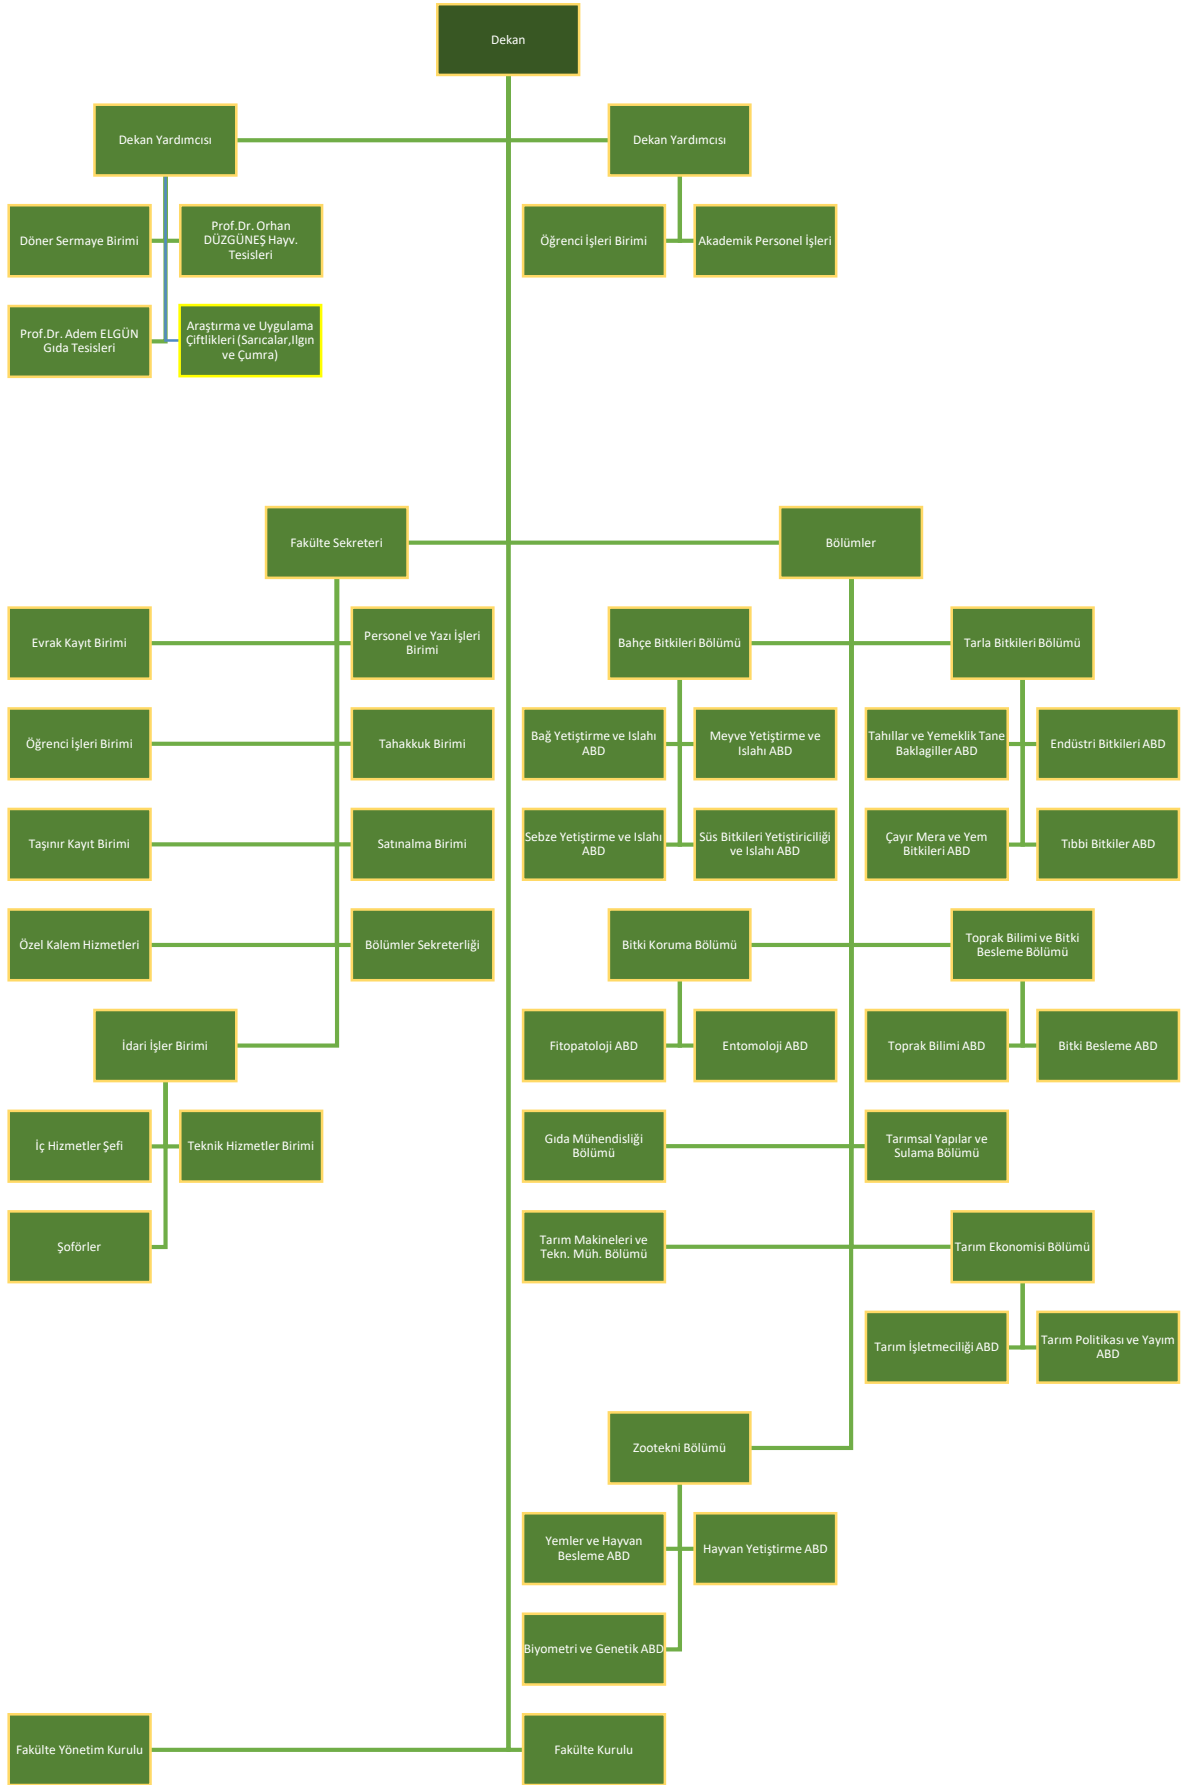 Dekan
Dekan Yardımcısı
Dekan Yardımcısı
Döner Sermaye Birimi
Prof.Dr. Orhan
DÜZGÜNEŞ Hayv.
Tesisleri
Öğrenci İşleri Birimi
Akademik Personel İşleri
Prof.Dr. Adem ELGÜN
Gıda Tesisleri
Araştırma ve Uygulama
Çiftlikleri (Sarıcalar,Ilgın
ve Çumra)
Fakülte Sekreteri
Bölümler
Evrak Kayıt Birimi
Personel ve Yazı İşleri
Birimi
Bahçe Bitkileri Bölümü
Tarla Bitkileri Bölümü
Öğrenci İşleri Birimi
Tahakkuk Birimi
Bağ Yetiştirme ve Islahı
ABD
Meyve Yetiştirme ve
Islahı ABD
Tahıllar ve Yemeklik Tane
Baklagiller ABD
Endüstri Bitkileri ABD
Taşınır Kayıt Birimi
Satınalma Birimi
Sebze Yetiştirme ve Islahı
ABD
Süs Bitkileri Yetiştiriciliği
ve Islahı ABD
Çayır Mera ve Yem
Bitkileri ABD
Tıbbi Bitkiler ABD
Özel Kalem Hizmetleri
Bölümler Sekreterliği
Bitki Koruma Bölümü
Toprak Bilimi ve Bitki
Besleme Bölümü
İdari İşler Birimi
Fitopatoloji ABD
Entomoloji ABD
Toprak Bilimi ABD
Bitki Besleme ABD
İç Hizmetler Şefi
Teknik Hizmetler Birimi
Gıda Mühendisliği
Bölümü
Tarımsal Yapılar ve
Sulama Bölümü
Şoförler
Tarım Makineleri ve
Tekn. Müh. Bölümü
Tarım Ekonomisi Bölümü
Tarım İşletmeciliği ABD
Tarım Politikası ve Yayım
ABD
Zootekni Bölümü
Yemler ve Hayvan
Besleme ABD
Hayvan Yetiştirme ABD
Biyometri ve Genetik ABD
Fakülte Yönetim Kurulu
Fakülte Kurulu